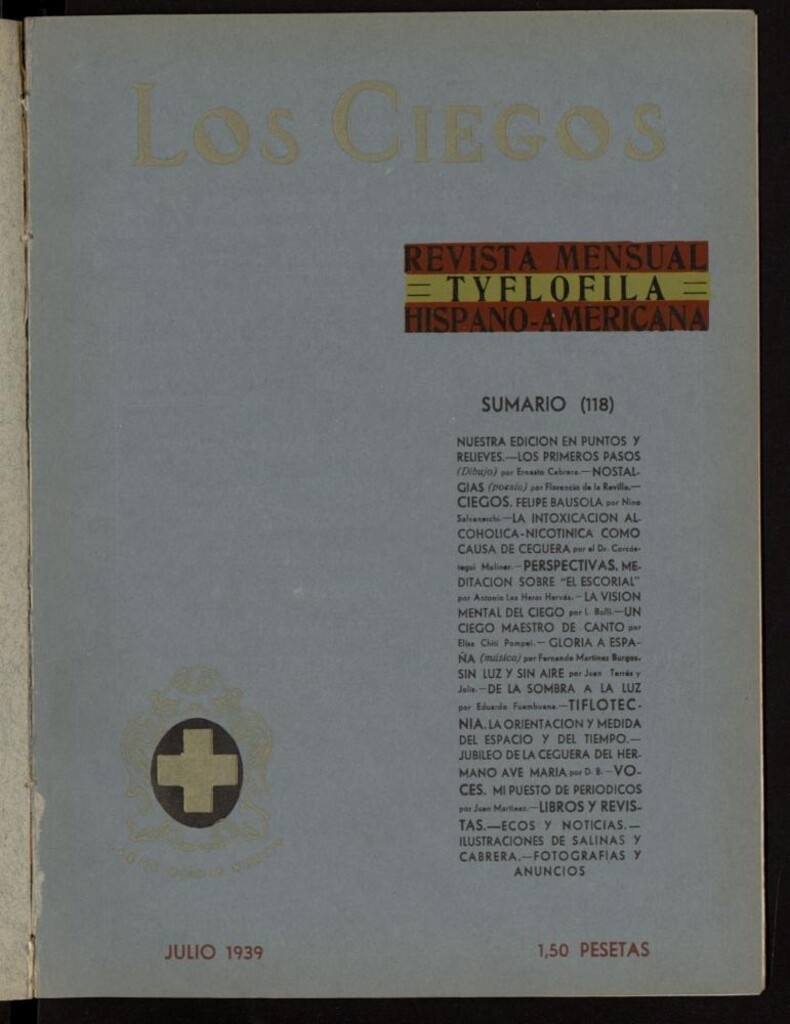 LOS CIEGOS
REVISTA MENSUAL
= TYFLOFILA =
HISPANO-AMERICANA
SUMARIO (118)
NUESTRA EDICION EN PUNTOS Y
RELIEVES.—LOS PRIMEROS PASOS
(Dibujo) por Ernesto Cabrera.—NOSTAL-
GIAS (poesía) por Florencio de la Revilla.—
CIEGOS. FELIPE BAUSOLA por Nino
Salvaneschi.—LA INTOXICACION AL-
COHOLICA-NICOTINICA COMO
CAUSA DE CEGUERA por el Dr.
PERSPECTIVAS. ME-
DITACION SOBRE "EL ESCORIAL"
por Antonio Las Heras Hervás.—LA VISION
MENTAL DEL CIEGO por L.—UN
CIEGO MAESTRO DE CANTO por
Elisa Chiti Pompei.—GLORIA A ESPA-
ÑA (música) por Fernando Martínez Burgos.
SIN LUZ Y SIN AIRE por Juan Torrás y
Jolis.—DE LA SOMBRA A LA LUZ
por Eduardo Fuembuena.—TIFLOTEC-
NIA. LA ORIENTACION Y MEDIDA
DEL ESPACIO Y DEL TIEMPO.—
JUBILEO DE LA CEGUERA DEL HER-
MANO AVE MARIA por D. B.—VO-
CES. MI PUESTO DE PERIODICOS
por Juan Martínez.—LIBROS Y REVIS-
TAS.—ECOS Y NOTICIAS.—
ILUSTRACIONES DE SALINAS Y
CABRERA.—FOTOGRAFIAS Y
ANUNCIOS
JULIO 1939
1,50 PESETAS